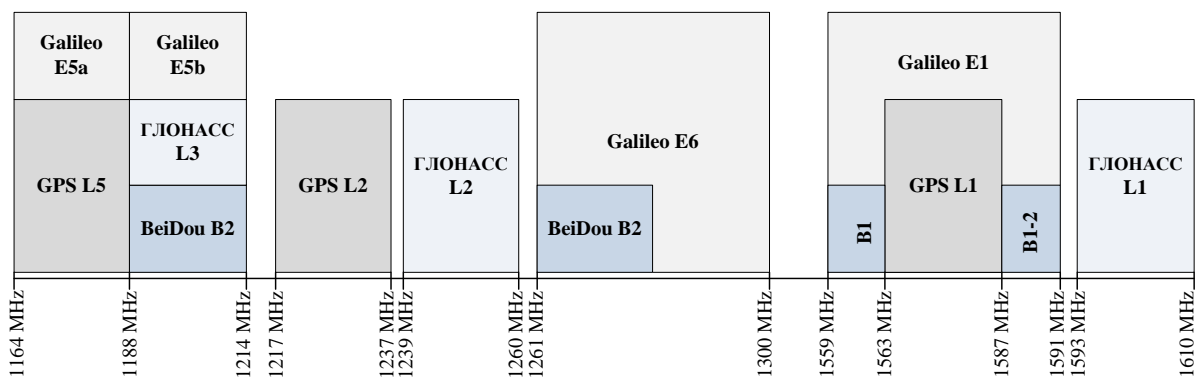 Galileo
E5a
Galileo
E5b
Galileo E1
ГЛОНАСС
L3
Galileo E6
GPS L5
GPS L2
ГЛОНАСС
L2
GPS L1
ГЛОНАСС
L1
BeiDou B2
BeiDou B2
B1
B1-2
1164 MHz
1188 MHz
1214 MHz
1217 MHz
1237 MHz
1239 MHz
1260 MHz
1261 MHz
1300 MHz
1559 MHz
1563 MHz
1587 MHz
1591 MHz
1593 MHz
1610 MHz